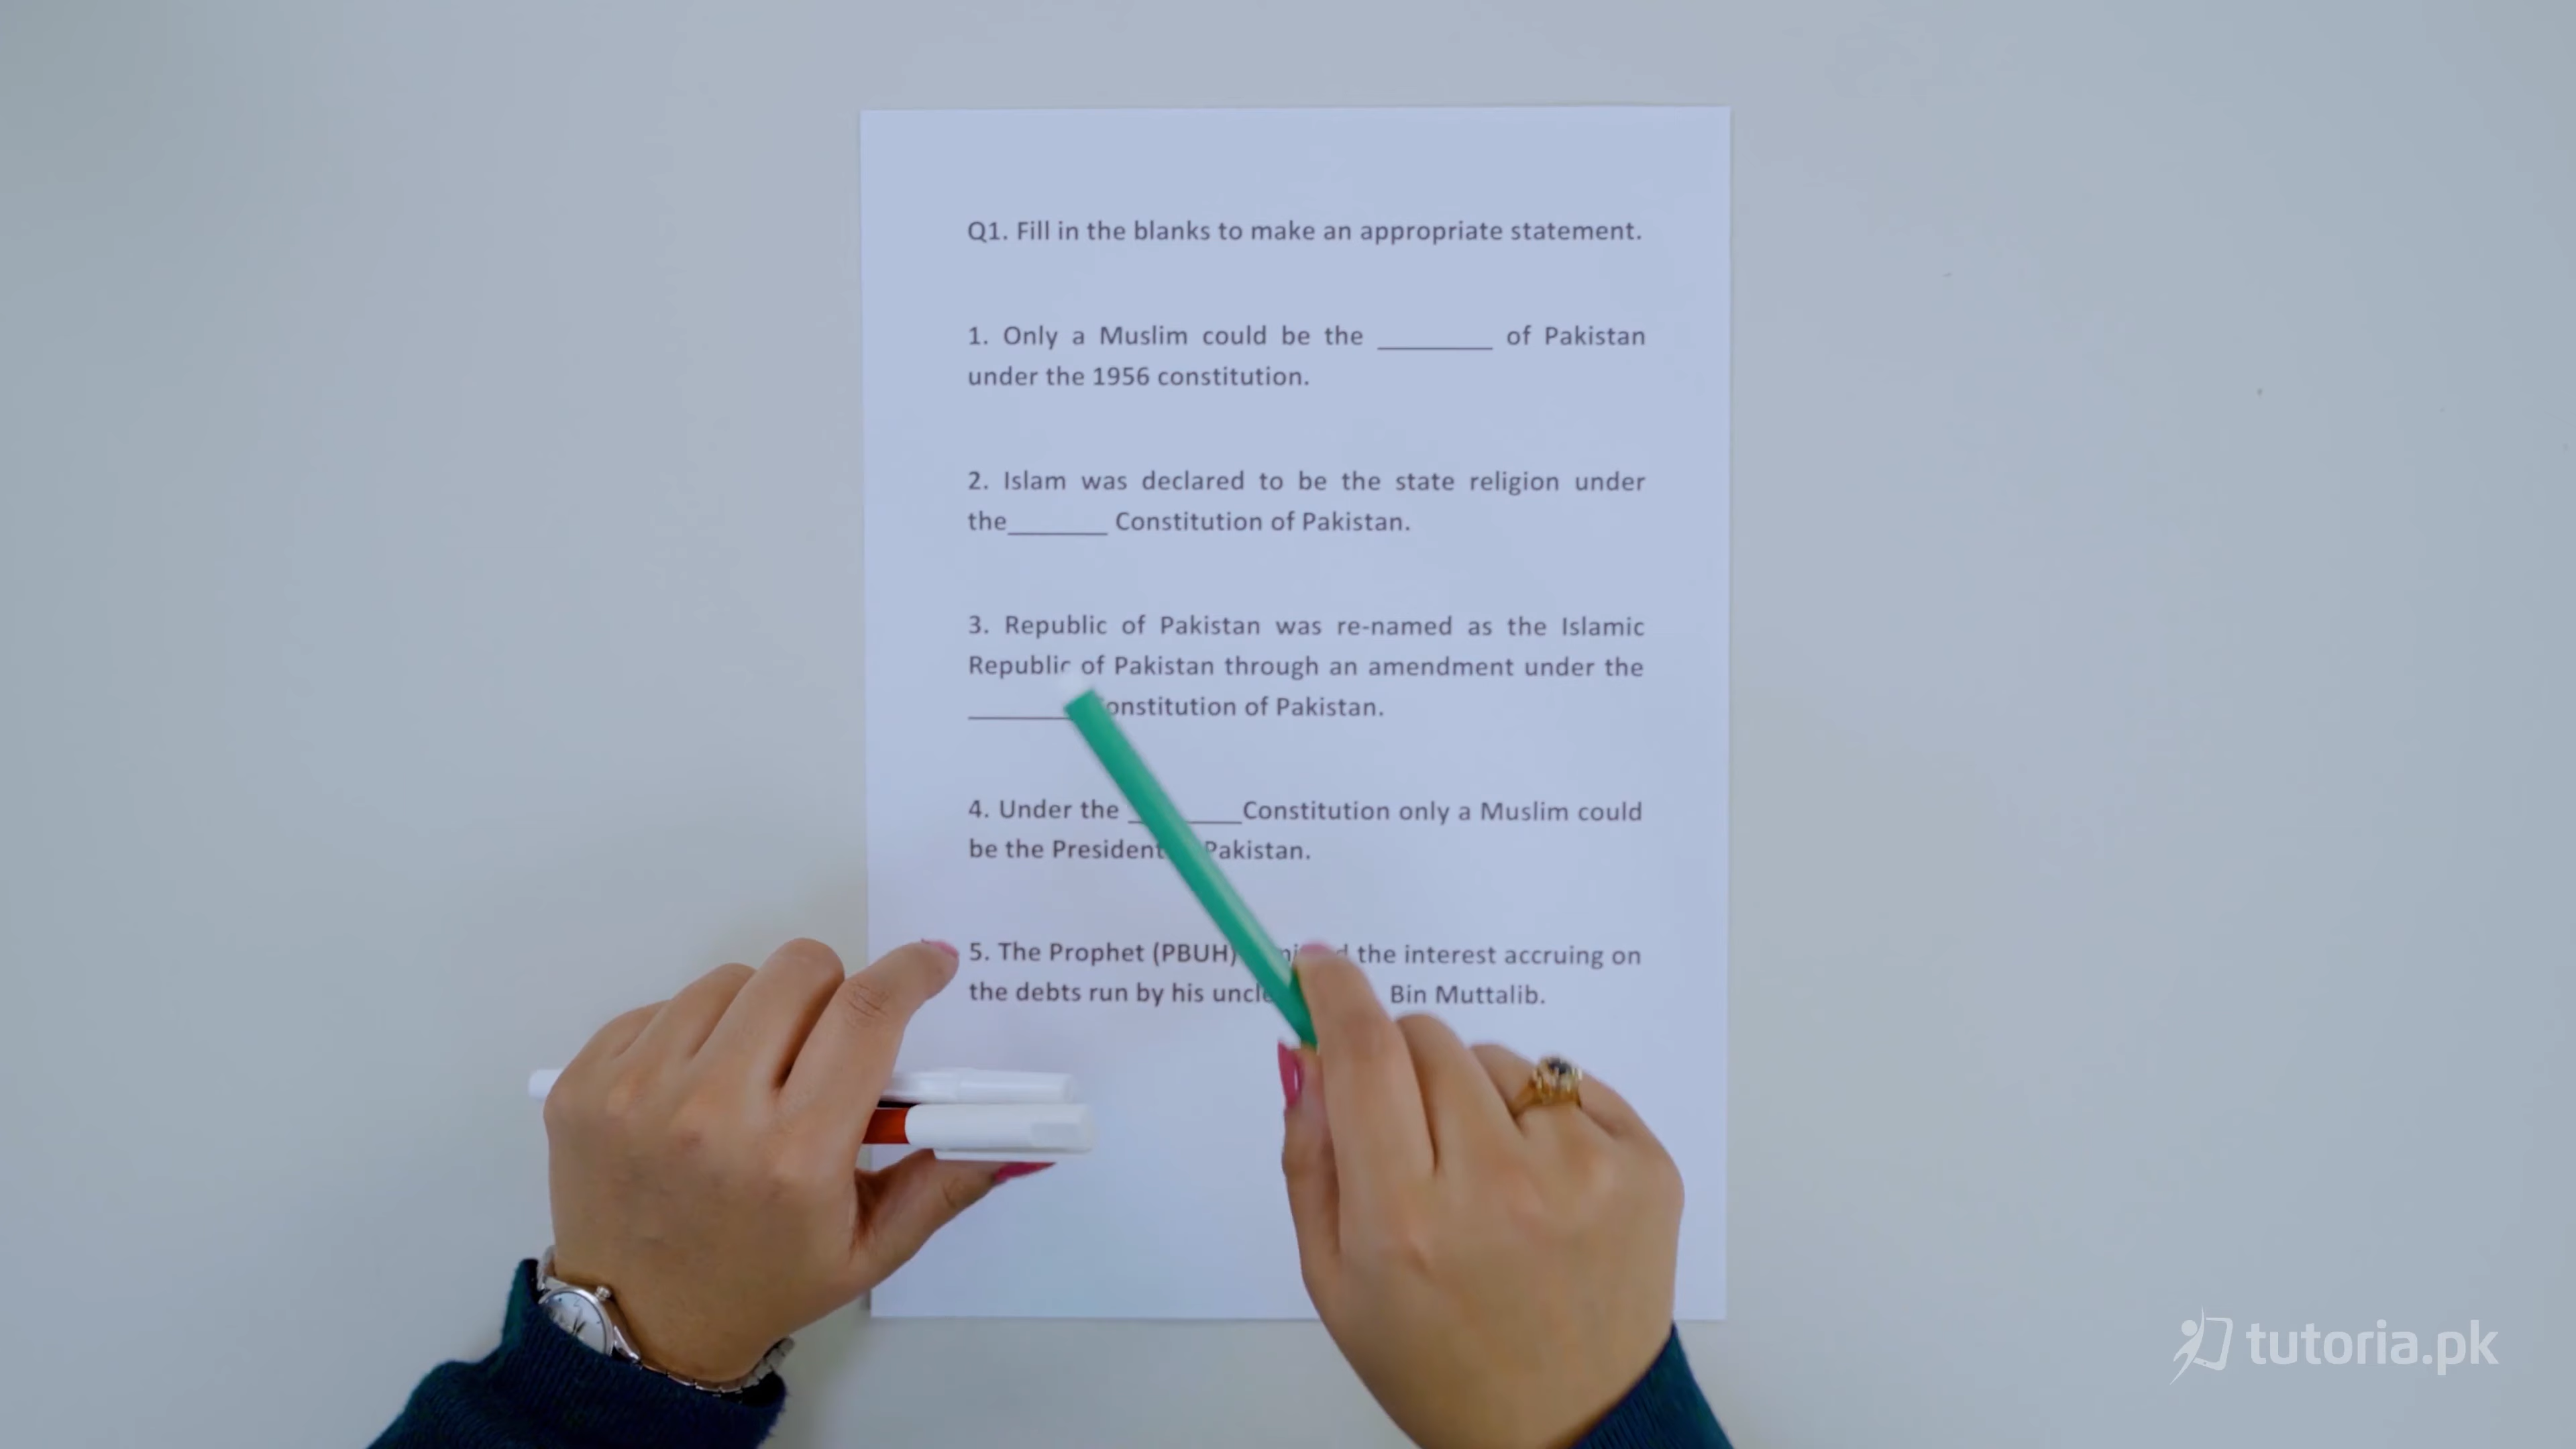 Q1. Fill in the blanks to make an appropriate statement.
1. Only a Muslim could be the ________ of Pakistan
under the 1956 constitution.
2. Islam was declared to be the state religion under
the_______ Constitution of Pakistan.
3. Republic of Pakistan was re-named as the Islamic
Republic of Pakistan through an amendment under the
_______ onstitution of Pakistan.
4. Under the ________Constitution only a Muslim could
be the President Pakistan.
5. The Prophet (PBUH) the interest accruing on
the debts run by his uncle Bin Muttalib.
tutoria.pk